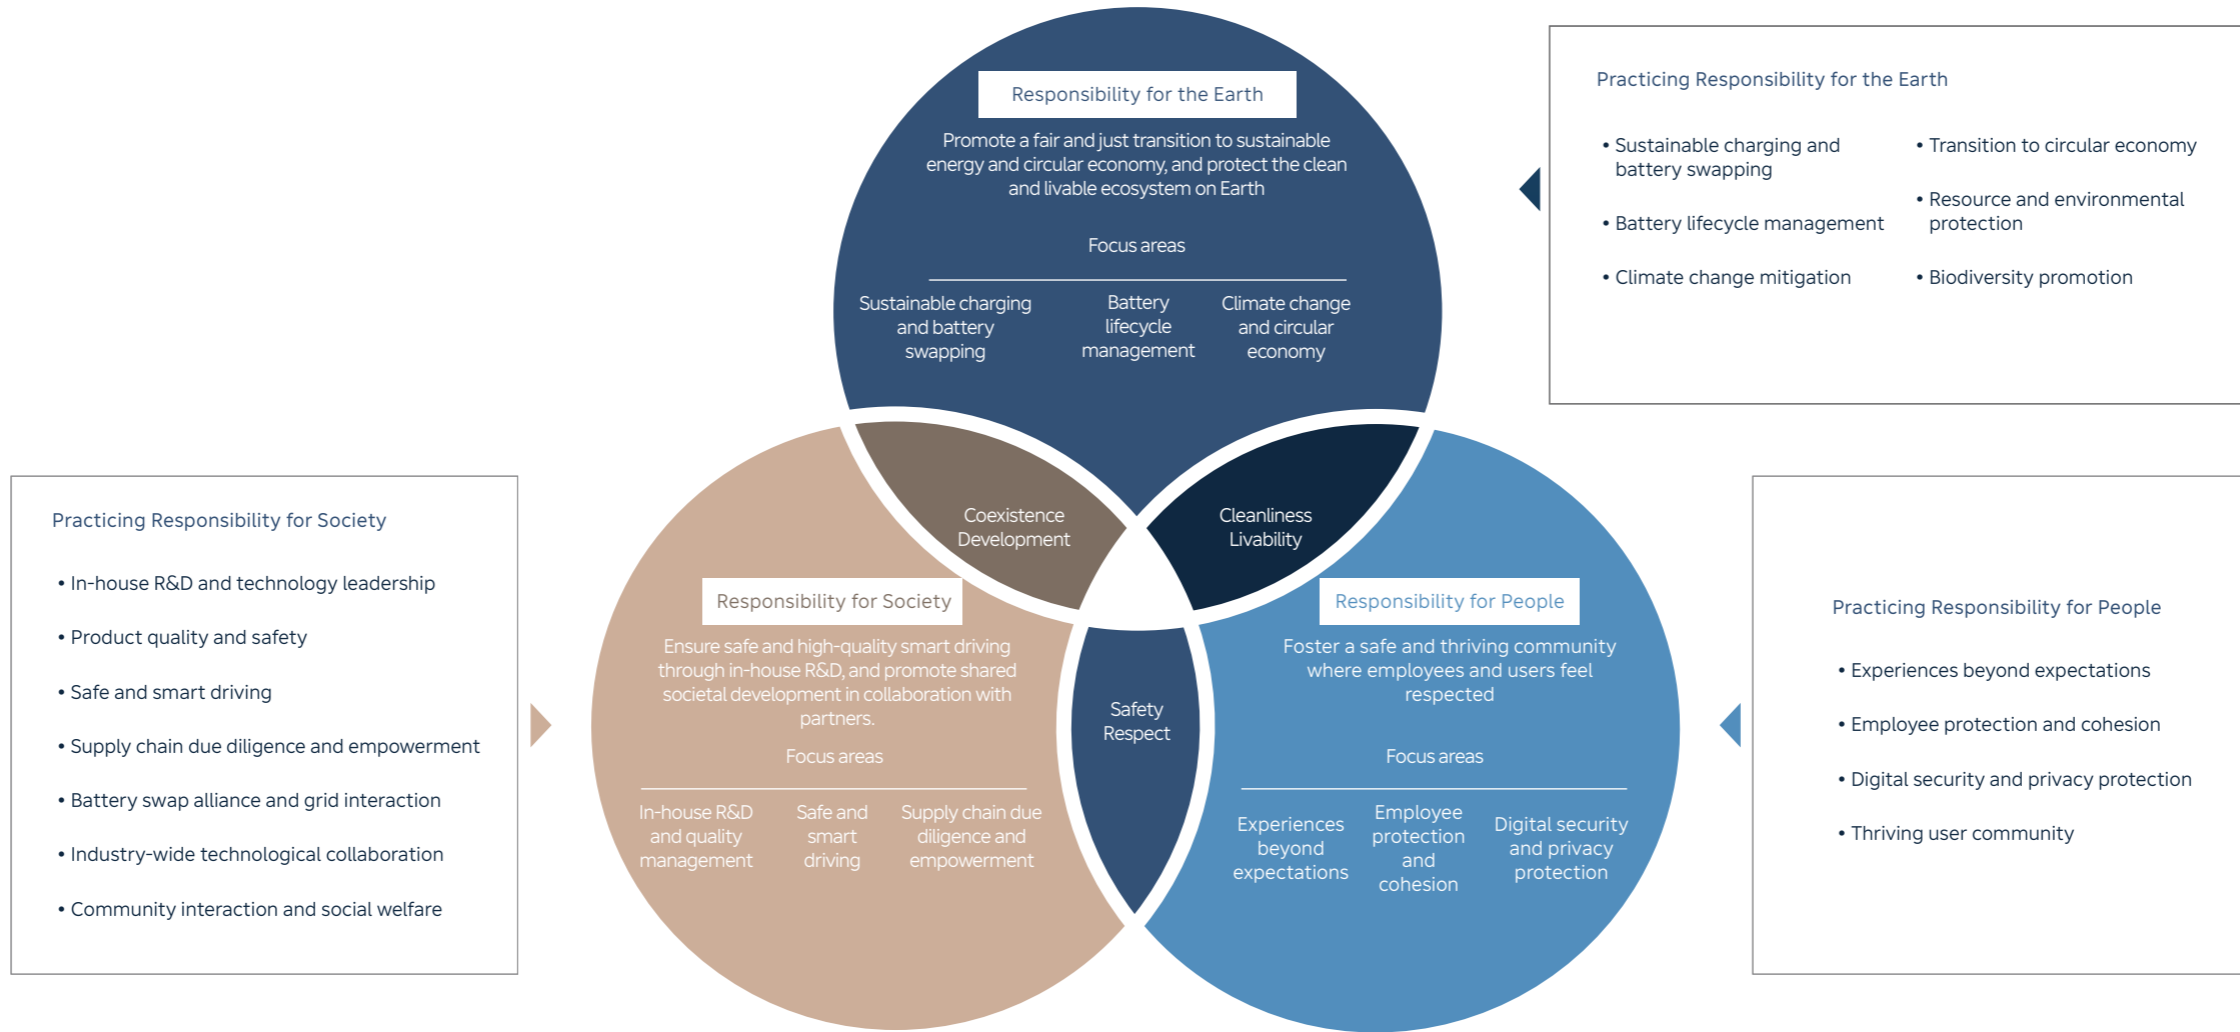 Responsibility for the Earth
Promote a fair and just transition to sustainable
energy and circular economy, and protect the clean
and livable ecosystem on Earth
Focus areas
Sustainable charging
and battery
swapping
Battery
lifecycle
management
Climate change
and circular
economy
Practicing Responsibility for the Earth
• Sustainable charging and
battery swapping
• Battery lifecycle management
• Climate change mitigation
• Transition to circular economy
• Resource and environmental
protection
• Biodiversity promotion
Coexistence
Development
Cleanliness
Livability
Safety
Respect
Practicing Responsibility for Society
• In-house R&D and technology leadership
• Product quality and safety
• Safe and smart driving
• Supply chain due diligence and empowerment
• Battery swap alliance and grid interaction
• Industry-wide technological collaboration
• Community interaction and social welfare
Responsibility for Society
Ensure safe and high-quality smart driving
through in-house R&D, and promote shared
societal development in collaboration with
partners.
Focus areas
In-house R&D
and quality
management
Safe and
smart
driving
Supply chain due
diligence and
empowerment
Responsibility for People
Foster a safe and thriving community
where employees and users feel
respected
Focus areas
Experiences
beyond
expectations
Employee
protection
and
cohesion
Digital security
and privacy
protection
Practicing Responsibility for People
• Experiences beyond expectations
• Employee protection and cohesion
• Digital security and privacy protection
• Thriving user community